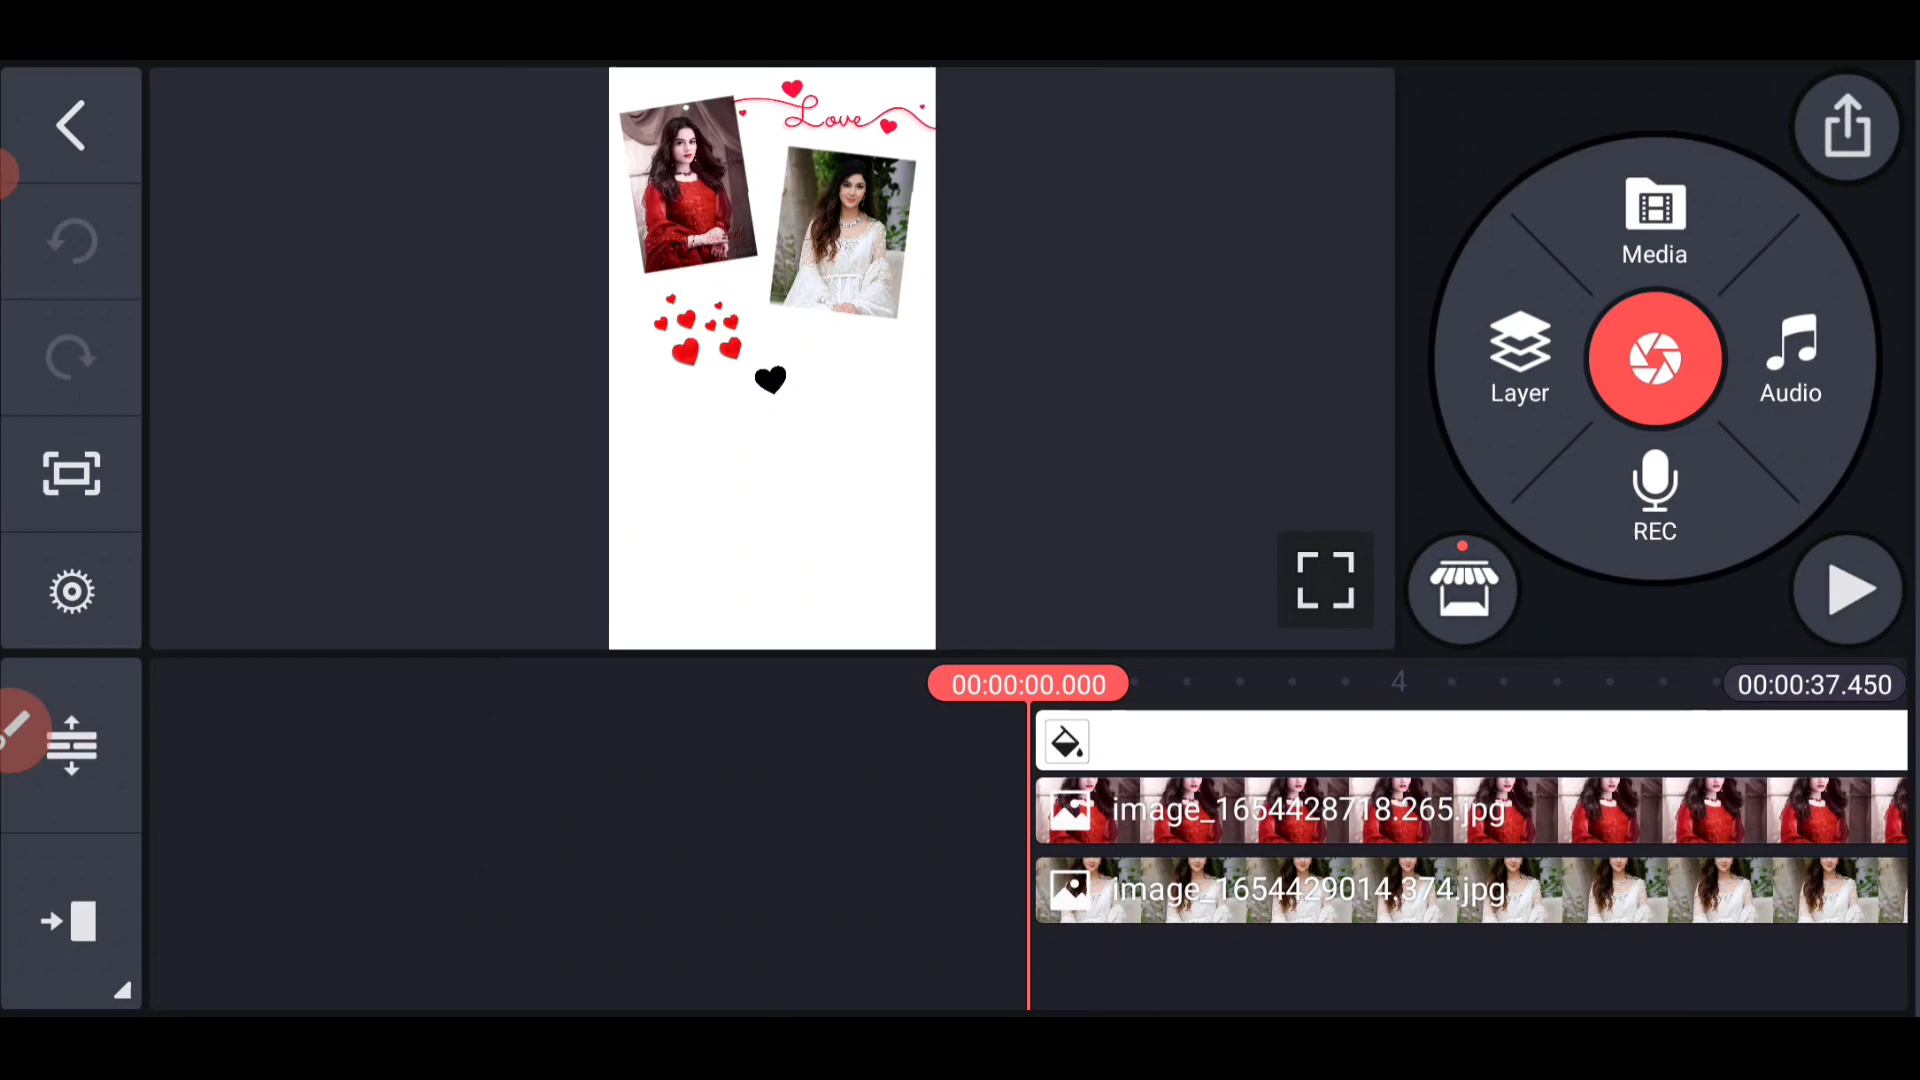 Love
Media
Layer
Audio
REC
00:00:00.000
4
00:00:37.450
image_1654428718.265.jpg
image_1654429014.374.jpg